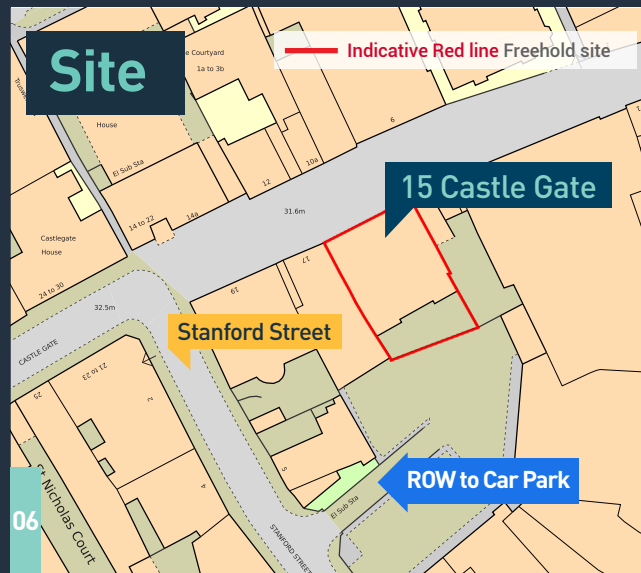 Site
Indicative Red line Freehold site
e Courtyard
1a to 3b
House
El Sub Sta
6
10a
12
14a
14 to 22
31.6m
15 Castle Gate
Castlegate
House
24 to 30
32.5m
CASTLE GATE
17
19
Stanford Street
21 to 23
25
2
4
5
St Nicholas Court
El Sub Sta
ROW to Car Park
STANFORD STREET
06